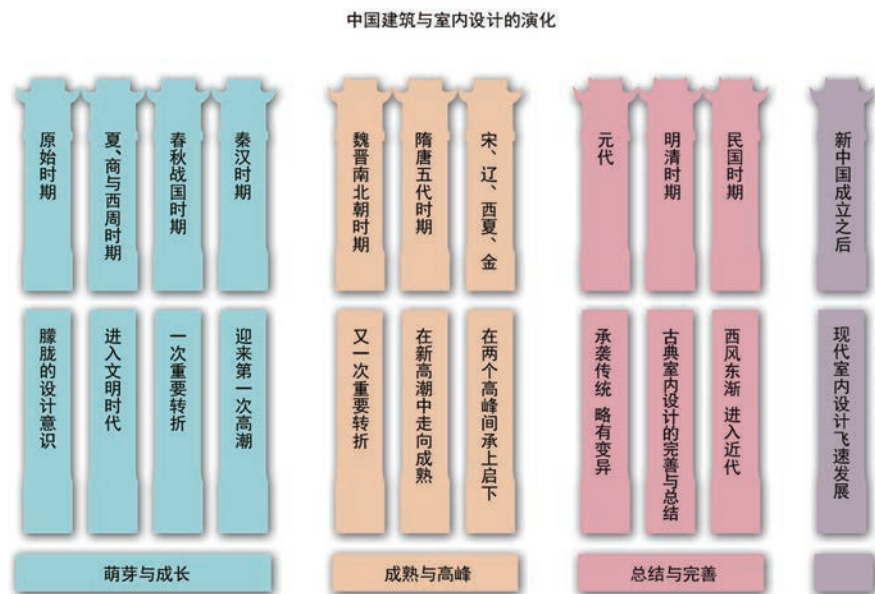 中国建筑与室内设计的演化
原始时期
夏、商与西周时期
春秋战国时期
秦汉时期
魏晋南北朝时期
隋唐五代时期
宋、辽、西夏、金
元代
明清时期
民国时期
新中国成立之后
朦胧的设计意识
进入文明时代
一次重要转折
迎来第一次高潮
又一次重要转折
在新高潮中走向成熟
在两个高峰间承上启下
承袭传统 略有变异
古典室内设计的完善与总结
西风东渐 进入近代
现代室内设计飞速发展
萌芽与成长
成熟与高峰
总结与完善